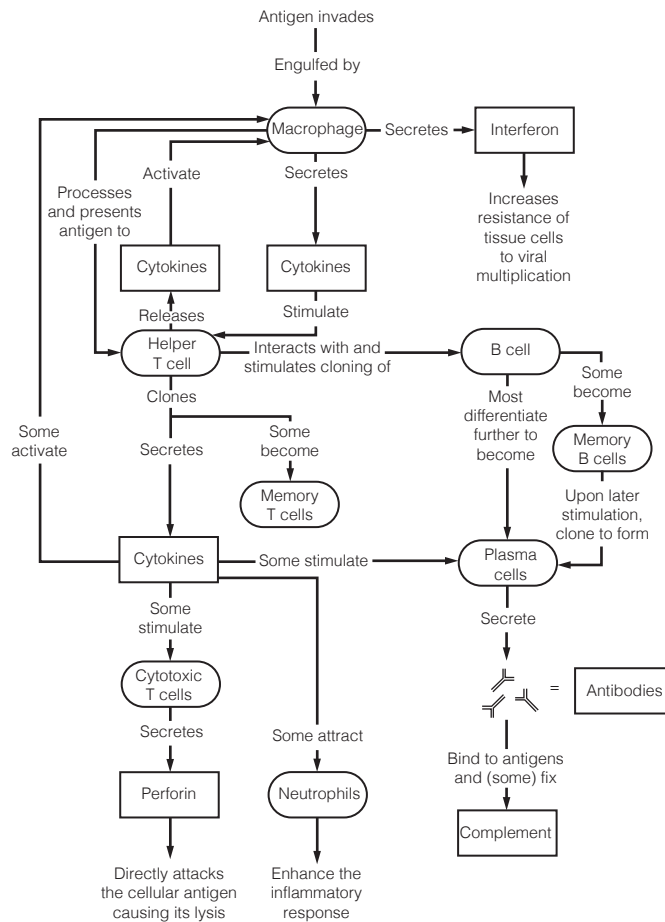 Antigen invades
Engulfed by
Macrophage
Secretes
Interferon
Increases
resistance of
tissue cells
to viral
multiplication
Processes
and presents
antigen to
Activate
Secretes
Cytokines
Cytokines
Releases
Stimulate
Helper
T cell
Interacts with and
stimulates cloning of
B cell
Some
become
Memory
B cells
Most
differentiate
further to
become
Upon later
stimulation,
clone to form
Clones
Some
activate
Secretes
Some
become
Memory
T cells
Cytokines
Some stimulate
Plasma
cells
Some
stimulate
Secrete
Cytotoxic
T cells
= Antibodies
Secretes
Some attract
Bind to antigens
and (some) fix
Perforin
Neutrophils
Complement
Directly attacks
the cellular antigen
causing its lysis
Enhance the
inflammatory
response